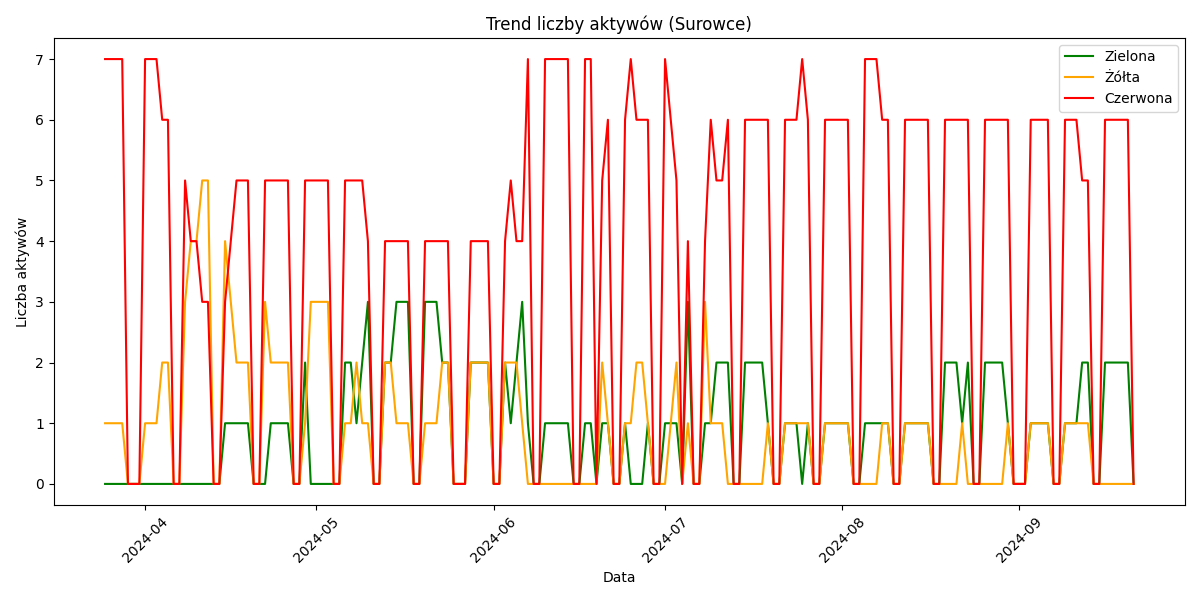 Trend liczby aktywów (Surowce)
Zielona
Żółta
Czerwona
Liczba aktywów
7
6
5
4
3
2
1
0
2024-04
2024-05
2024-06
2024-07
2024-08
2024-09
Data